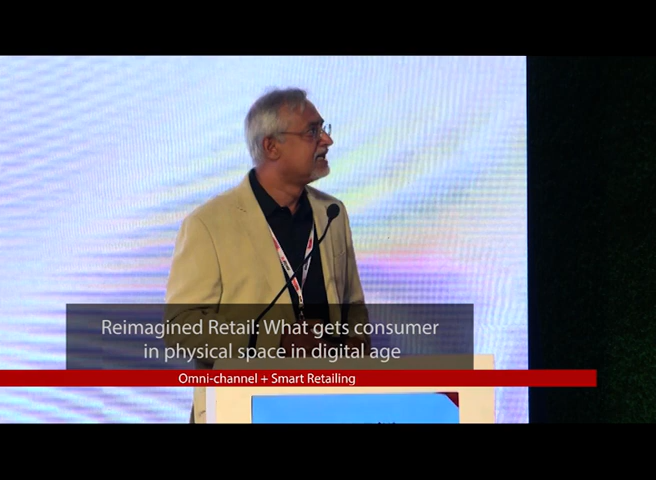 Reimagined Retail: What gets consumer
in physical space in digital age
Omni-channel + Smart Retailing